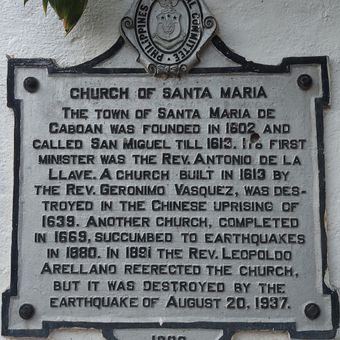 PHILIPPINES
COMMITTEE
CHURCH OF SANTA MARIA
THE TOWN OF SANTA MARIA DE
CABOAN WAS FOUNDED IN 1602 AND
CALLED SAN MIGUEL TILL 1613. ITS FIRST
MINISTER WAS THE REV. ANTONIO DE LA
LLAVE. A CHURCH BUILT IN 1613 BY
THE REV. GERONIMO VASQUEZ, WAS DES-
TROYED IN THE CHINESE UPRISING OF
1639. ANOTHER CHURCH, COMPLETED
IN 1669, SUCCUMBED TO EARTHQUAKES
IN 1880. IN 1891 THE REV. LEOPOLDO
ARELLANO REERECTED THE CHURCH,
BUT IT WAS DESTROYED BY THE
EARTHQUAKE OF AUGUST 20, 1937.